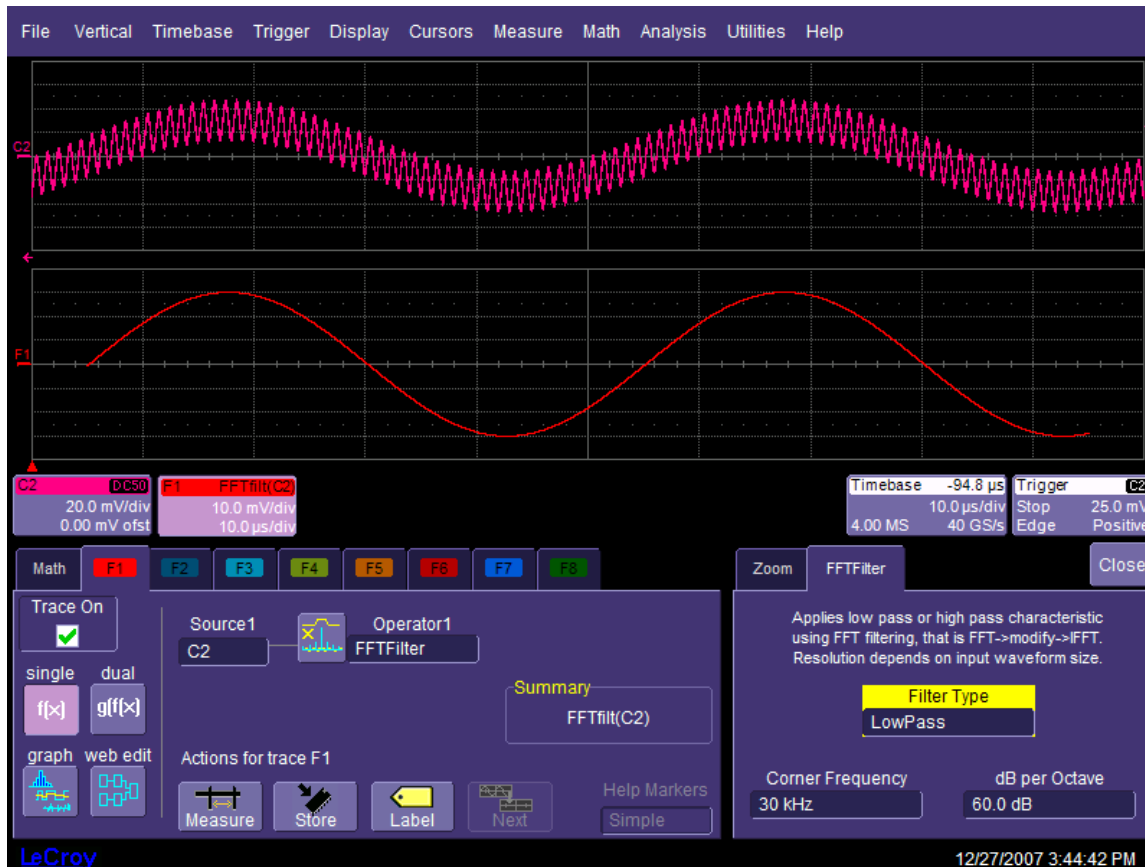 File Vertical Timebase Trigger Display Cursors Measure Math Analysis Utilities Help
C2
F1
C2 DC50
20.0 mV/div
0.00 mV ofst
F1 FFTfilt(C2)
10.0 mV/div
10.0 µs/div
Timebase -94.8 µs
10.0 µs/div
4.00 MS 40 GS/s
Trigger C2
Stop 25.0 mV
Edge Positive
Math F1 F2 F3 F4 F5 F6 F7 F8
Trace On
single dual
f(x) g(f(x))
graph web edit
Source1
C2
Operator1
FFTFilter
Summary
FFTfilt(C2)
Actions for trace F1
Measure Store Label Next
Help Markers
Simple
Zoom FFTFilter Close
Applies low pass or high pass characteristic
using FFT filtering, that is FFT->modify->IFFT.
Resolution depends on input waveform size.
Filter Type
LowPass
Corner Frequency
30 kHz
dB per Octave
60.0 dB
LeCroy
12/27/2007 3:44:42 PM